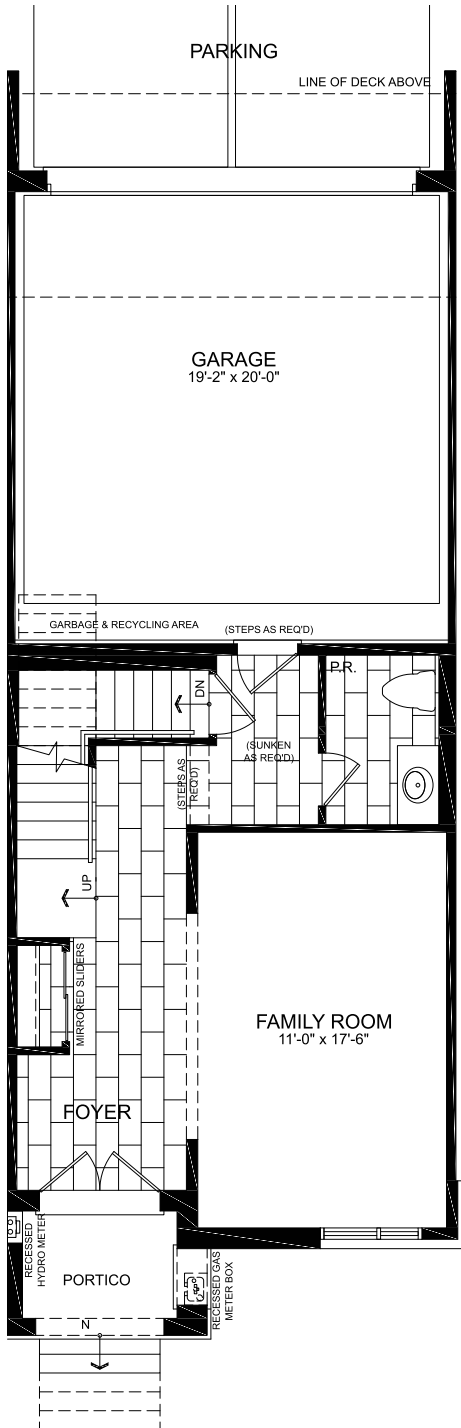 PARKING
LINE OF DECK ABOVE
GARAGE
19'-2" x 20'-0"
GARBAGE & RECYCLING AREA
(STEPS AS REQ'D)
P.R.
DN
(SUNKEN
AS REQ'D)
(STEPS AS
REQ'D)
UP
MIRRORED SLIDERS
FAMILY ROOM
11'-0" x 17'-6"
FOYER
RECESSED
HYDRO METER
PORTICO
RECESSED GAS
METER BOX
N